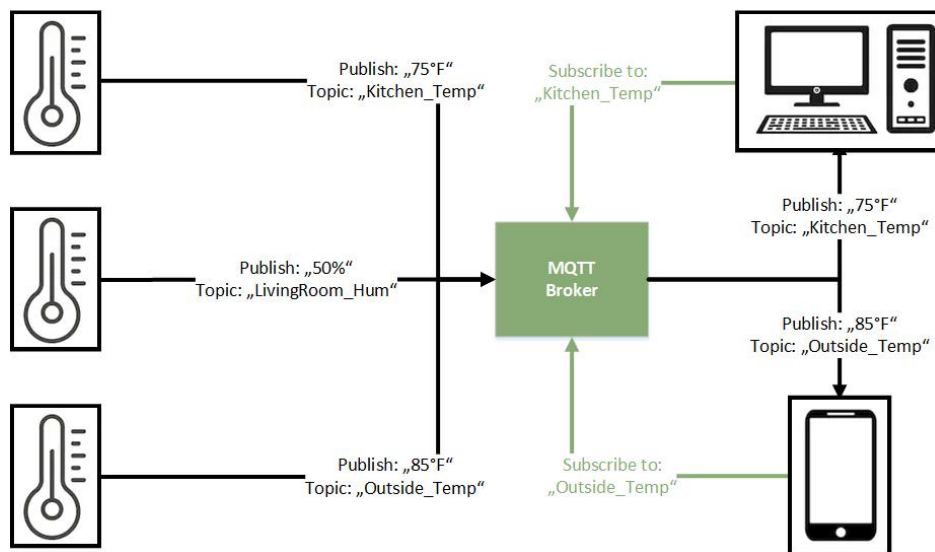 Publish: „75°F“
Topic: „Kitchen_Temp“
Subscribe to:
„Kitchen_Temp“
Publish: „75°F“
Topic: „Kitchen_Temp“
Publish: „50%“
Topic: „LivingRoom_Hum“
MQTT
Broker
Publish: „85°F“
Topic: „Outside_Temp“
Publish: „85°F“
Topic: „Outside_Temp“
Subscribe to:
„Outside_Temp“